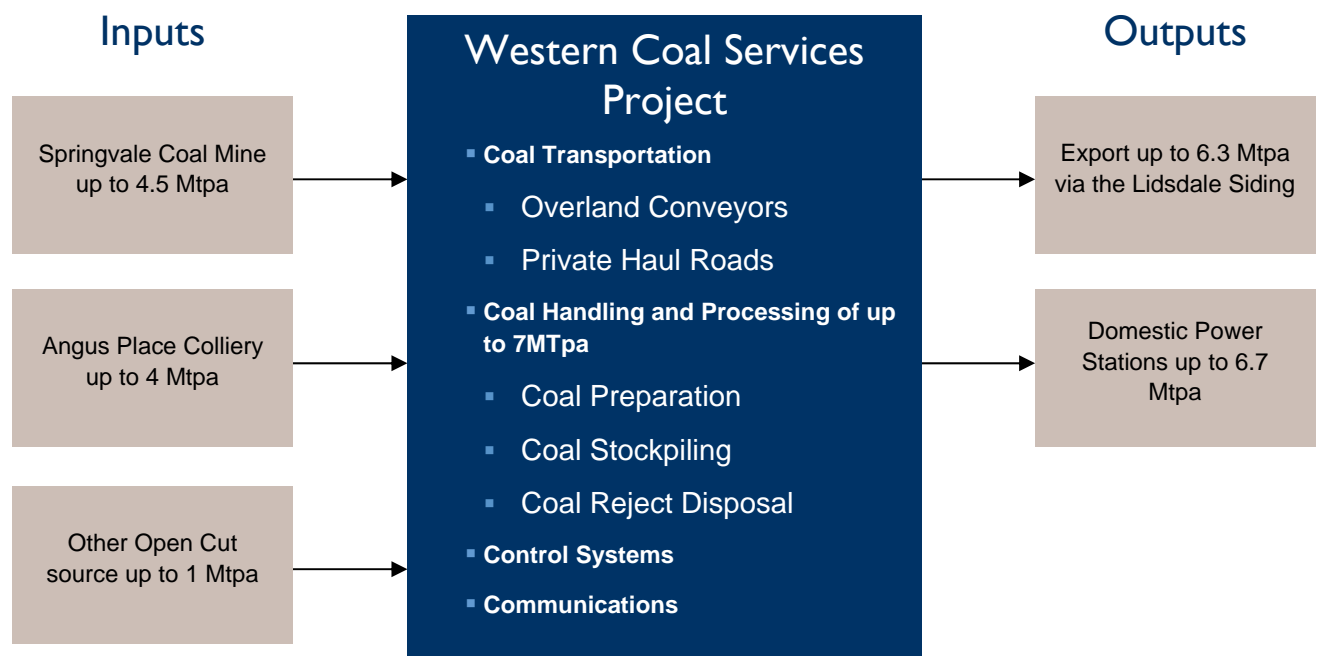 Inputs
Springvale Coal Mine
up to 4.5 Mtpa
Angus Place Colliery
up to 4 Mtpa
Other Open Cut
source up to 1 Mtpa
Western Coal Services
Project
▪ Coal Transportation
▪ Overland Conveyors
▪ Private Haul Roads
▪ Coal Handling and Processing of up
to 7MTpa
▪ Coal Preparation
▪ Coal Stockpiling
▪ Coal Reject Disposal
▪ Control Systems
▪ Communications
Outputs
Export up to 6.3 Mtpa
via the Lidsdale Siding
Domestic Power
Stations up to 6.7
Mtpa